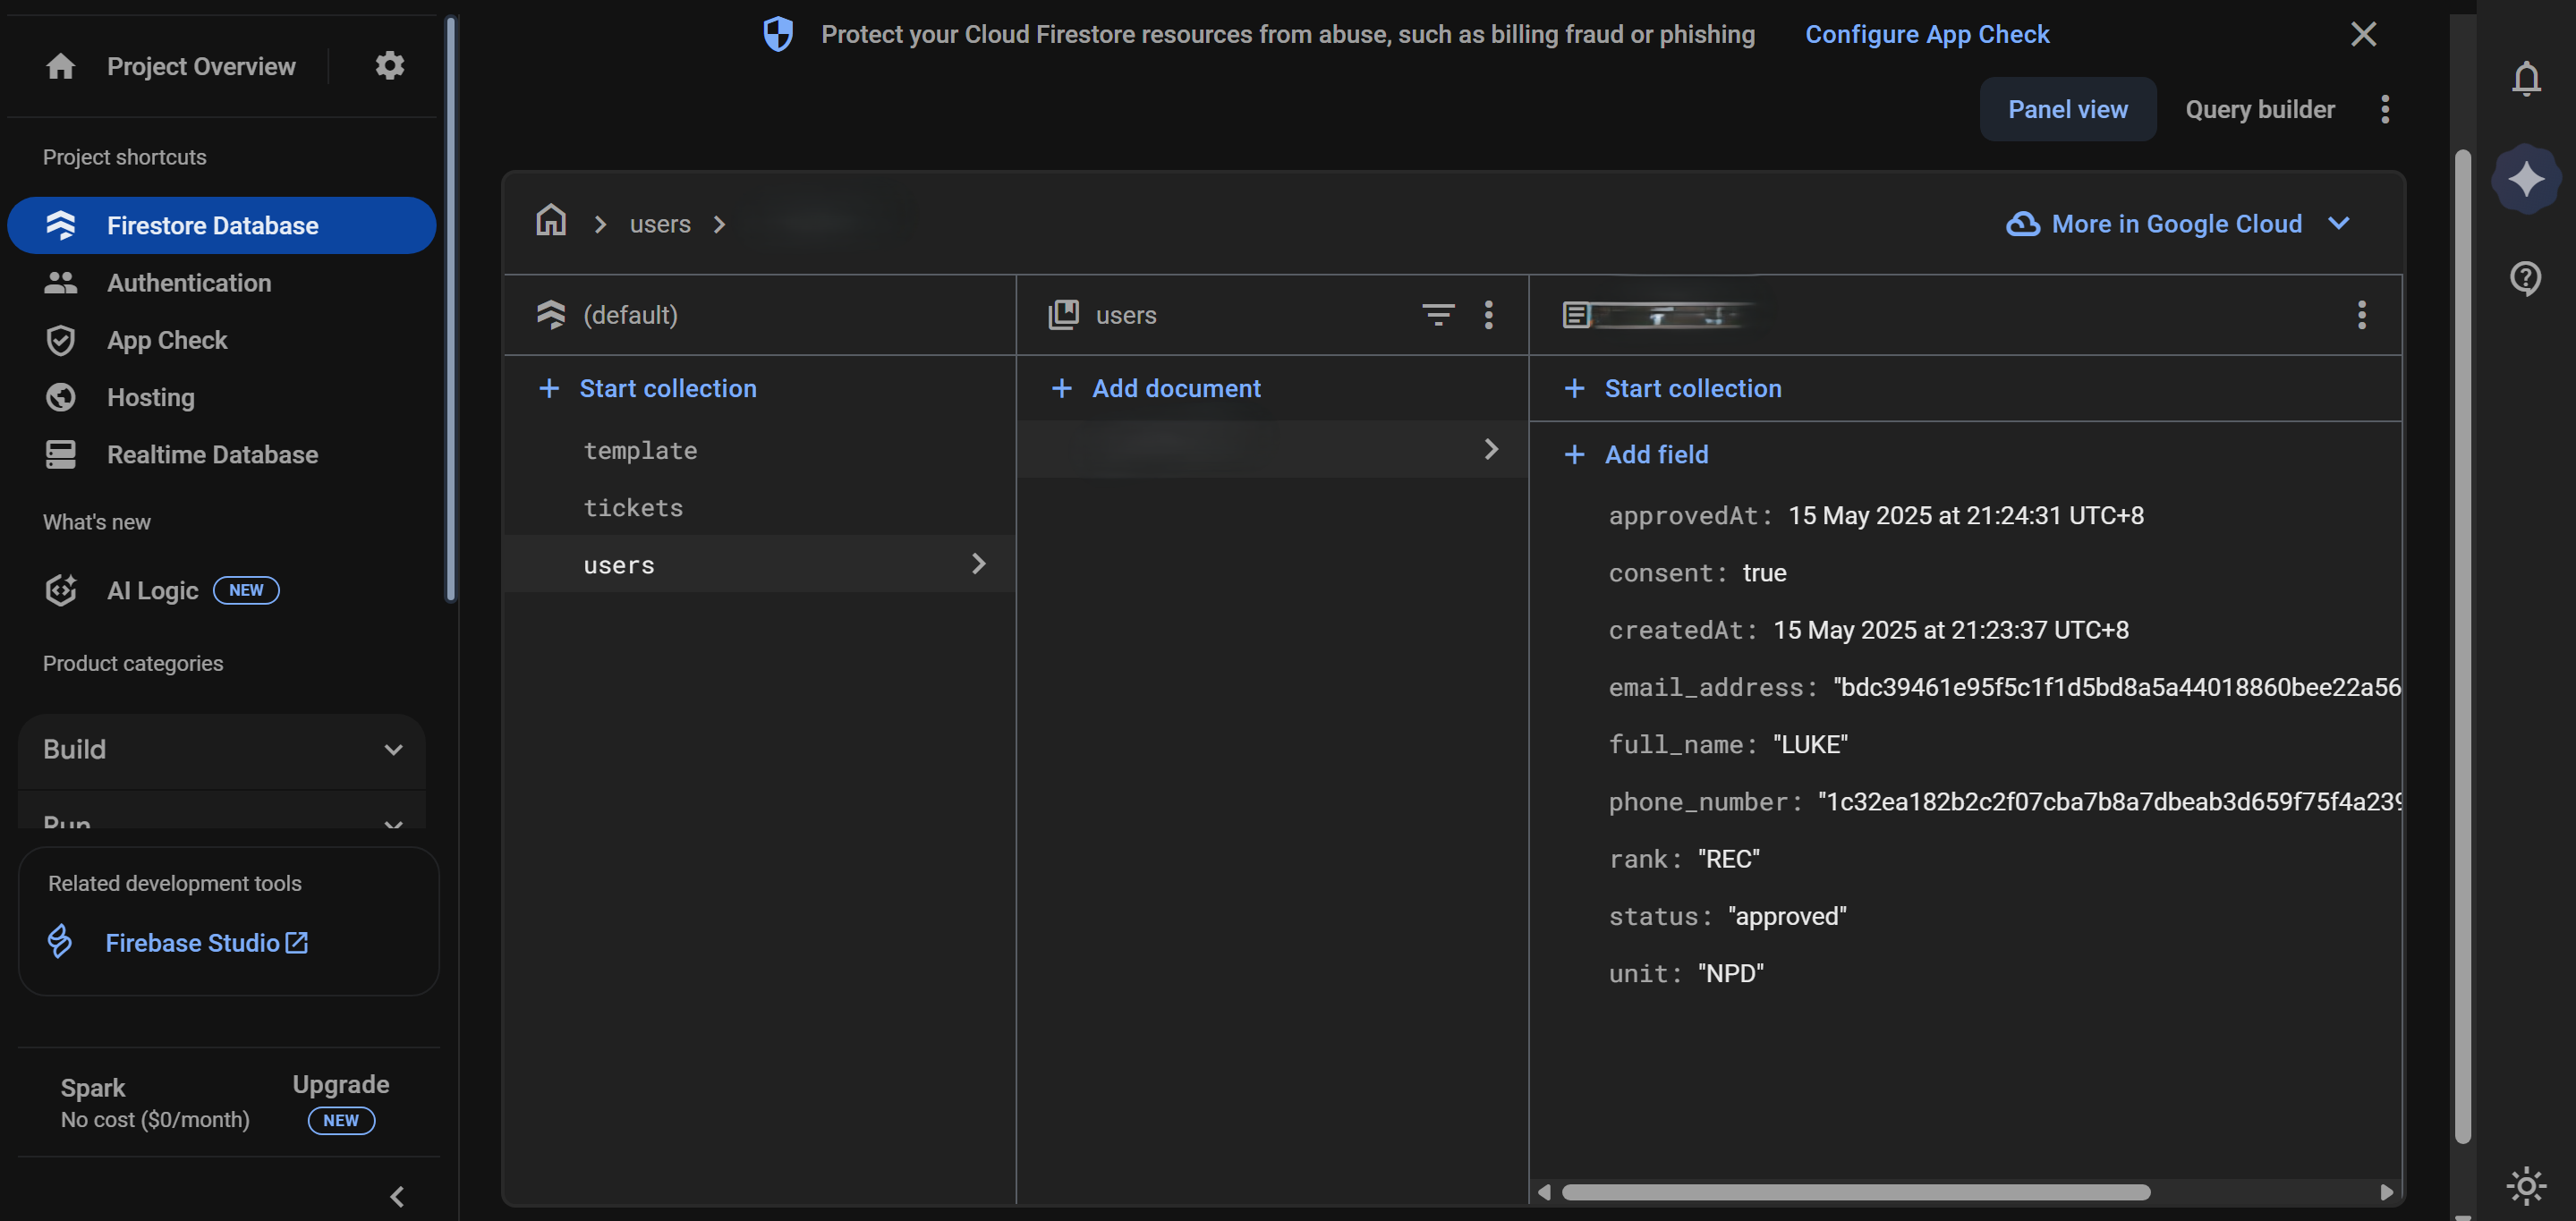 Protect your Cloud Firestore resources from abuse, such as billing fraud or phishing Configure App Check
Project Overview
Panel view Query builder
Project shortcuts
Firestore Database
Authentication
App Check
Hosting
Realtime Database
What's new
AI Logic NEW
Product categories
Build
Run
Related development tools
Firebase Studio
Spark
No cost ($0/month)
Upgrade
NEW
users
More in Google Cloud
(default)
Start collection
template
tickets
users
users
Add document
Start collection
Add field
approvedAt: 15 May 2025 at 21:24:31 UTC+8
consent: true
createdAt: 15 May 2025 at 21:23:37 UTC+8
email_address: "bdc39461e95f5c1f1d5bd8a5a44018860bee22a56
full_name: "LUKE"
phone_number: "1c32ea182b2c2f07cba7b8a7dbeab3d659f75f4a239
rank: "REC"
status: "approved"
unit: "NPD"